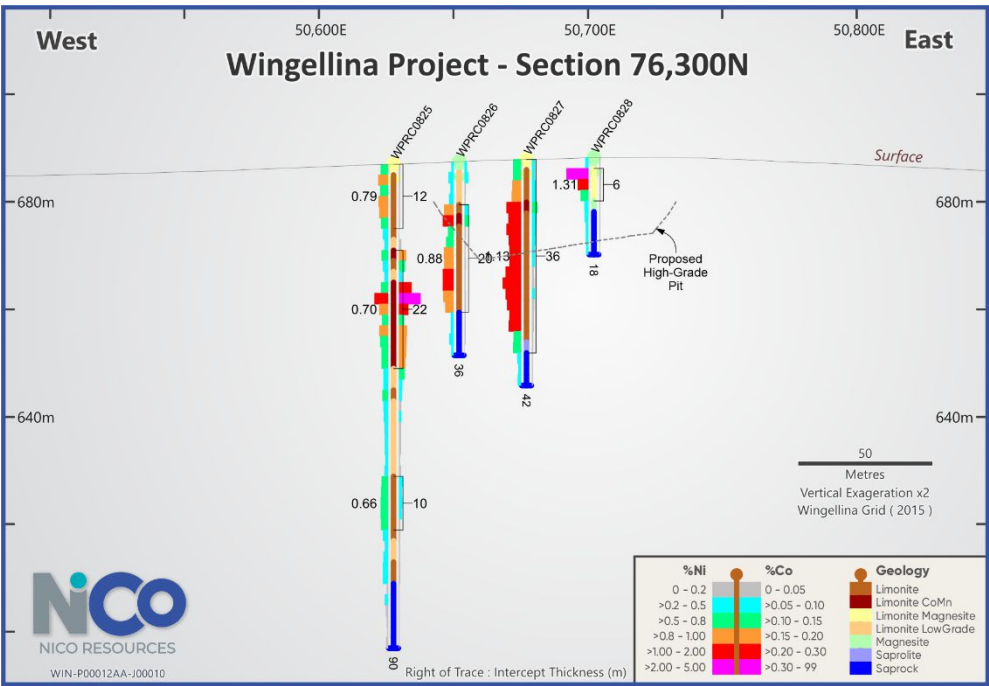 West
50,600E
50,700E
50,800E
East
Wingellina Project - Section 76,300N
WPRC0825
WPRC0826
WPRC0827
WPRC0828
Surface
680m
680m
0.79
12
1.31
6
0.88
20
1.13
36
Proposed
High-Grade
Pit
18
0.70
22
36
42
640m
640m
50
Metres
Vertical Exageration x2
Wingellina Grid ( 2015 )
0.66
10
90
NiCo
NICO RESOURCES
WIN-P00012AA-J00010
Right of Trace : Intercept Thickness (m)
%Ni %Co Geology
0 - 0.2 0 - 0.05 Limonite
>0.2 - 0.5 >0.05 - 0.10 Limonite CoMn
>0.5 - 0.8 >0.10 - 0.15 Limonite Magnesite
>0.8 - 1.00 >0.15 - 0.20 Limonite LowGrade
>1.00 - 2.00 >0.20 - 0.30 Magnesite
>2.00 - 5.00 >0.30 - 99 Saprolite
Saprock